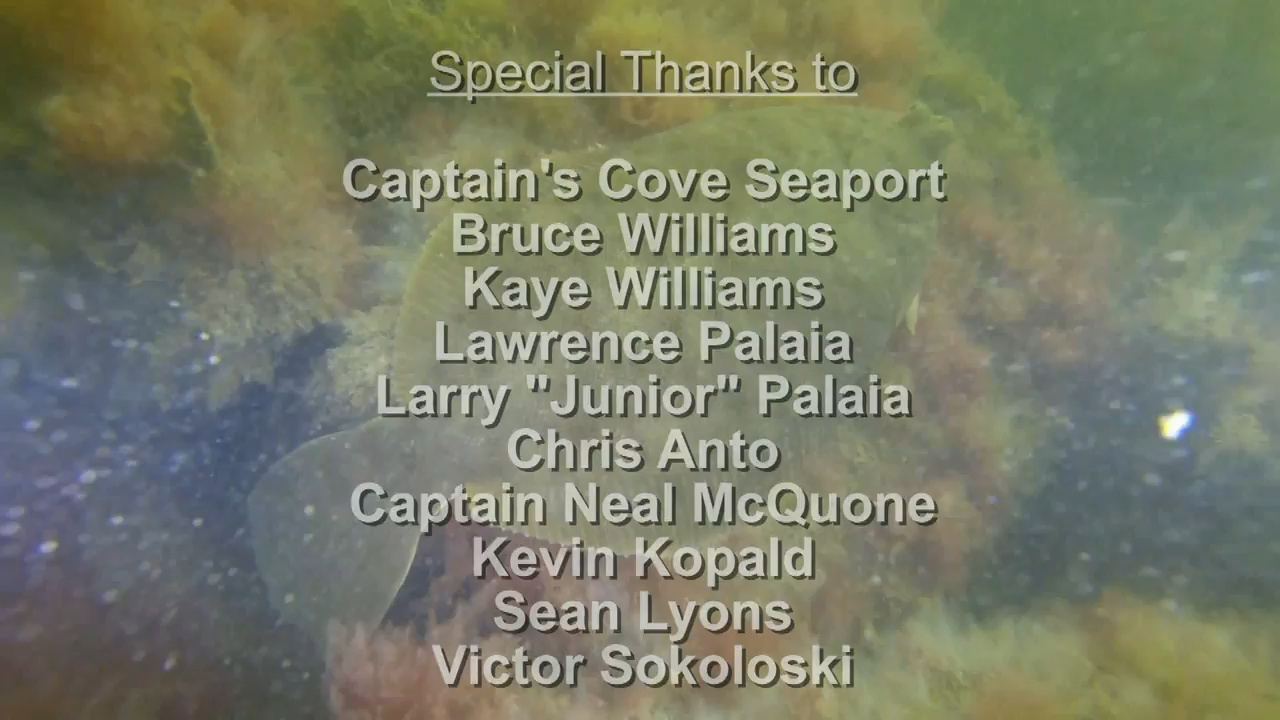 Special Thanks to
Captain's Cove Seaport
Bruce Williams
Kaye Williams
Lawrence Palaia
Larry "Junior" Palaia
Chris Anto
Captain Neal McQuone
Kevin Kopald
Sean Lyons
Victor Sokoloski